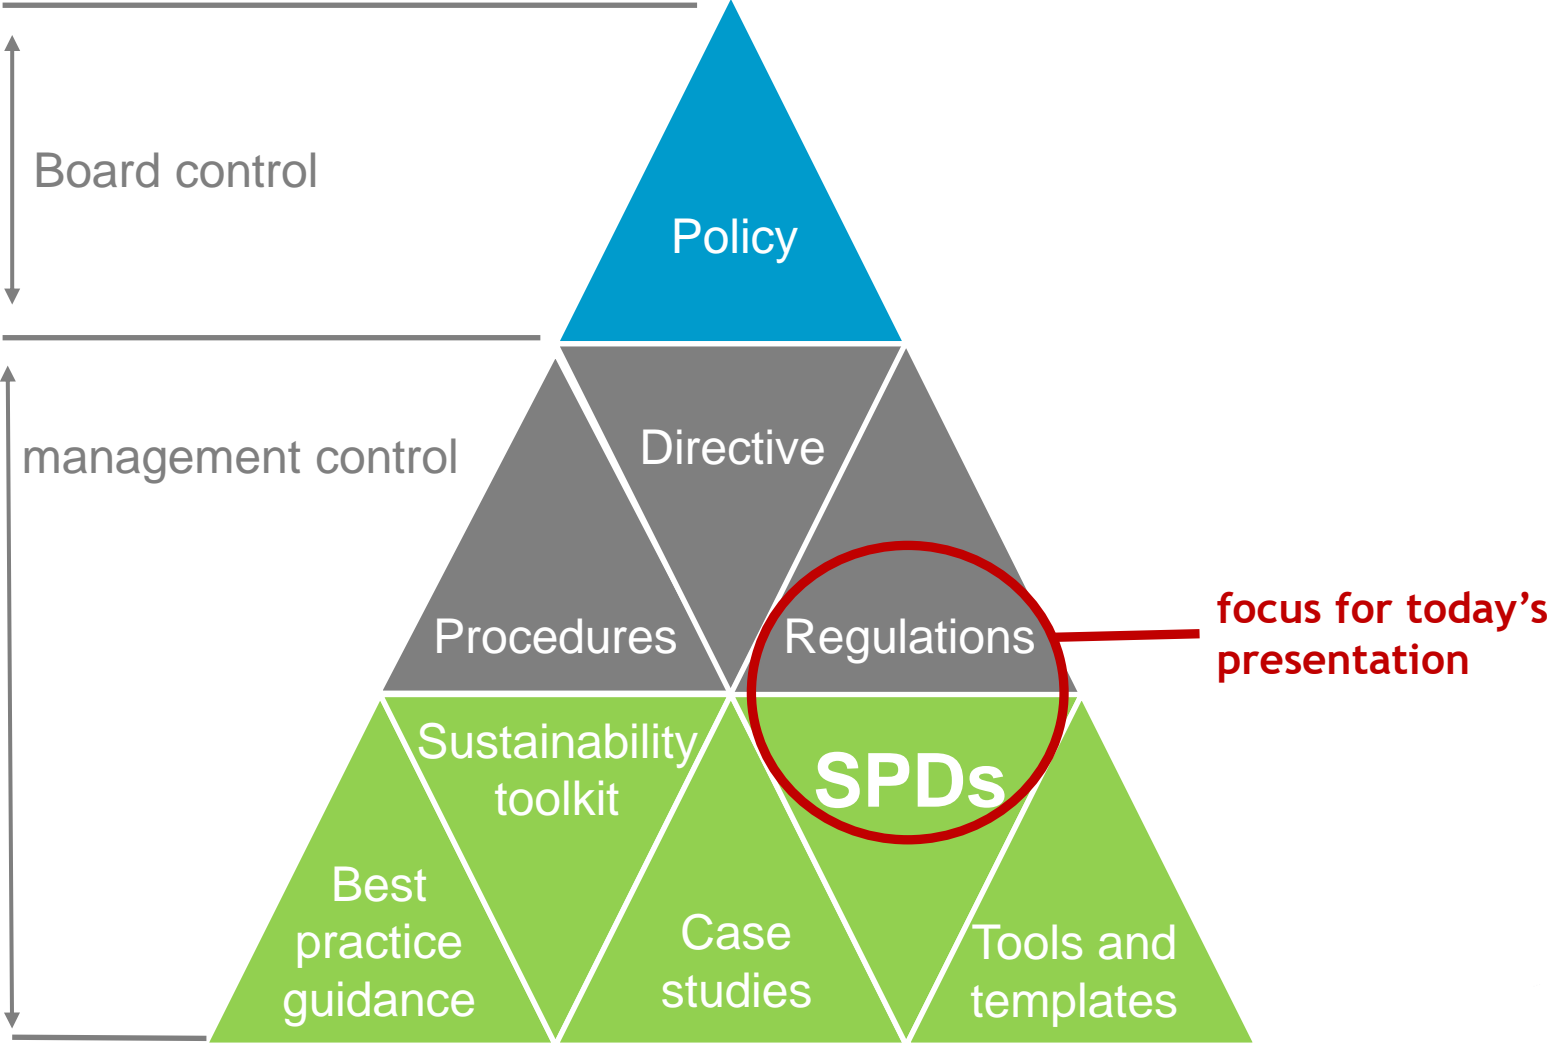 Board control
Policy
management control
Directive
Procedures
Regulations
focus for today’s
presentation
Sustainability
toolkit
SPDs
Best
practice
guidance
Case
studies
Tools and
templates